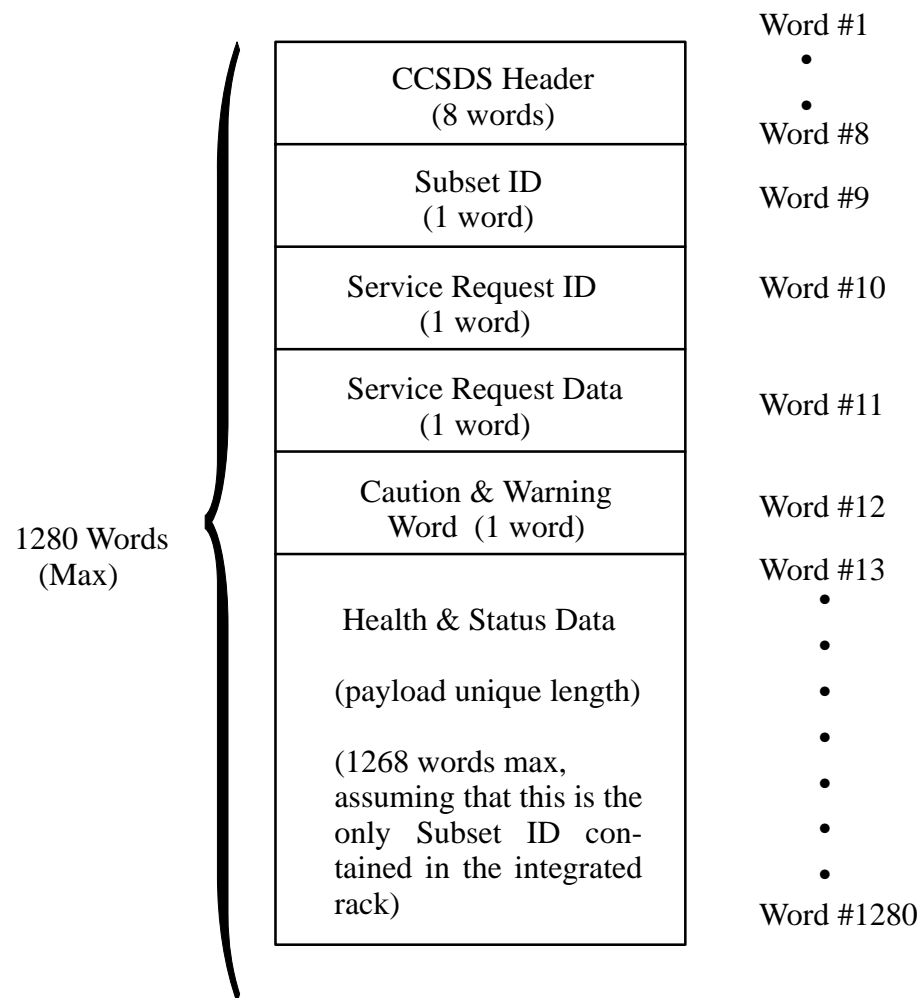 Word #1
CCSDS Header
(8 words)
Word #8
Subset ID
(1 word)
Word #9
Service Request ID
(1 word)
Word #10
Service Request Data
(1 word)
Word #11
Caution & Warning
Word (1 word)
Word #12
1280 Words
(Max)
Word #13
Health & Status Data
(payload unique length)
(1268 words max,
assuming that this is the
only Subset ID con-
tained in the integrated
rack)
Word #1280